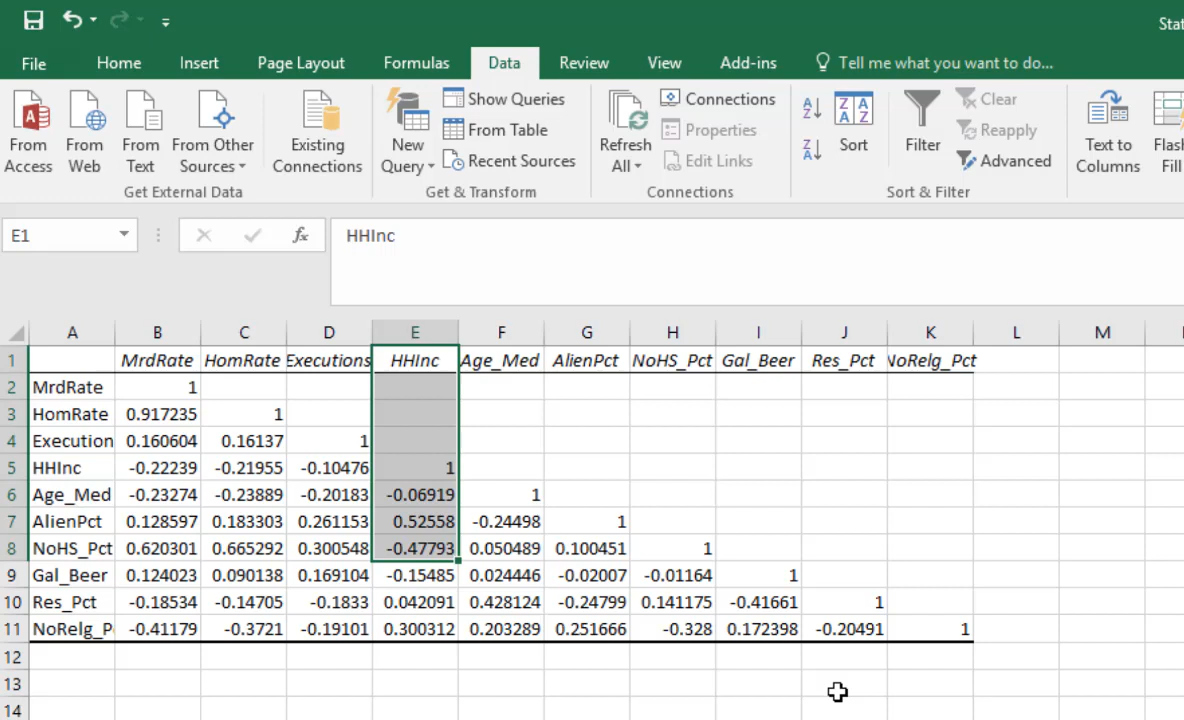 Stat
File Home Insert Page Layout Formulas Data Review View Add-ins Tell me what you want to do...
From Access
From Web
From Text
From Other Sources
Existing Connections
New Query
Show Queries
From Table
Recent Sources
Refresh All
Connections
Properties
Edit Links
Sort
Filter
Clear
Reapply
Advanced
Text to Columns
Flash Fill
Get External Data Get & Transform Connections Sort & Filter
E1 fx HHInc
A B C D E F G H I J K L M
1 MrdRate HomRate Executions HHInc Age_Med AlienPct NoHS_Pct Gal_Beer Res_Pct NoRelg_Pct
2 MrdRate 1
3 HomRate 0.917235 1
4 Execution 0.160604 0.16137 1
5 HHInc -0.22239 -0.21955 -0.10476 1
6 Age_Med -0.23274 -0.23889 -0.20183 -0.06919 1
7 AlienPct 0.128597 0.183303 0.261153 0.52558 -0.24498 1
8 NoHS_Pct 0.620301 0.665292 0.300548 -0.47793 0.050489 0.100451 1
9 Gal_Beer 0.124023 0.090138 0.169104 -0.15485 0.024446 -0.02007 -0.01164 1
10 Res_Pct -0.18534 -0.14705 -0.1833 0.042091 0.428124 -0.24799 0.141175 -0.41661 1
11 NoRelg_P -0.41179 -0.3721 -0.19101 0.300312 0.203289 0.251666 -0.328 0.172398 -0.20491 1
12
13
14